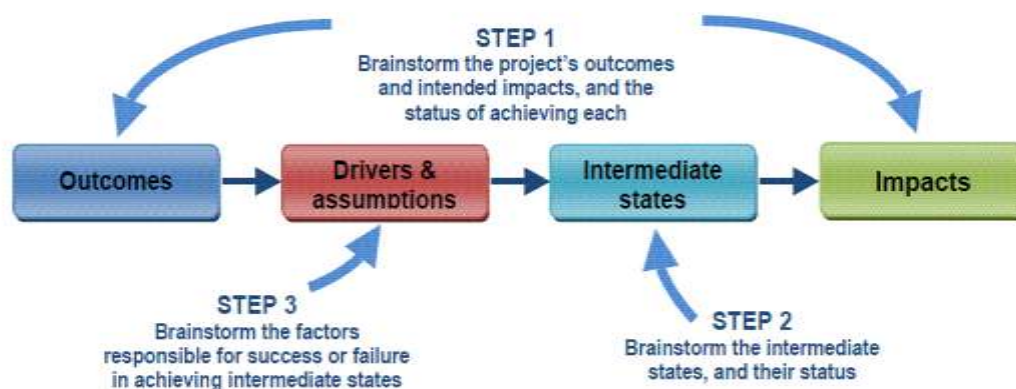 STEP 1
Brainstorm the project's outcomes
and intended impacts, and the
status of achieving each
Outcomes
Drivers &
assumptions
Intermediate
states
Impacts
STEP 3
Brainstorm the factors
responsible for success or failure
in achieving intermediate states
STEP 2
Brainstorm the intermediate
states, and their status